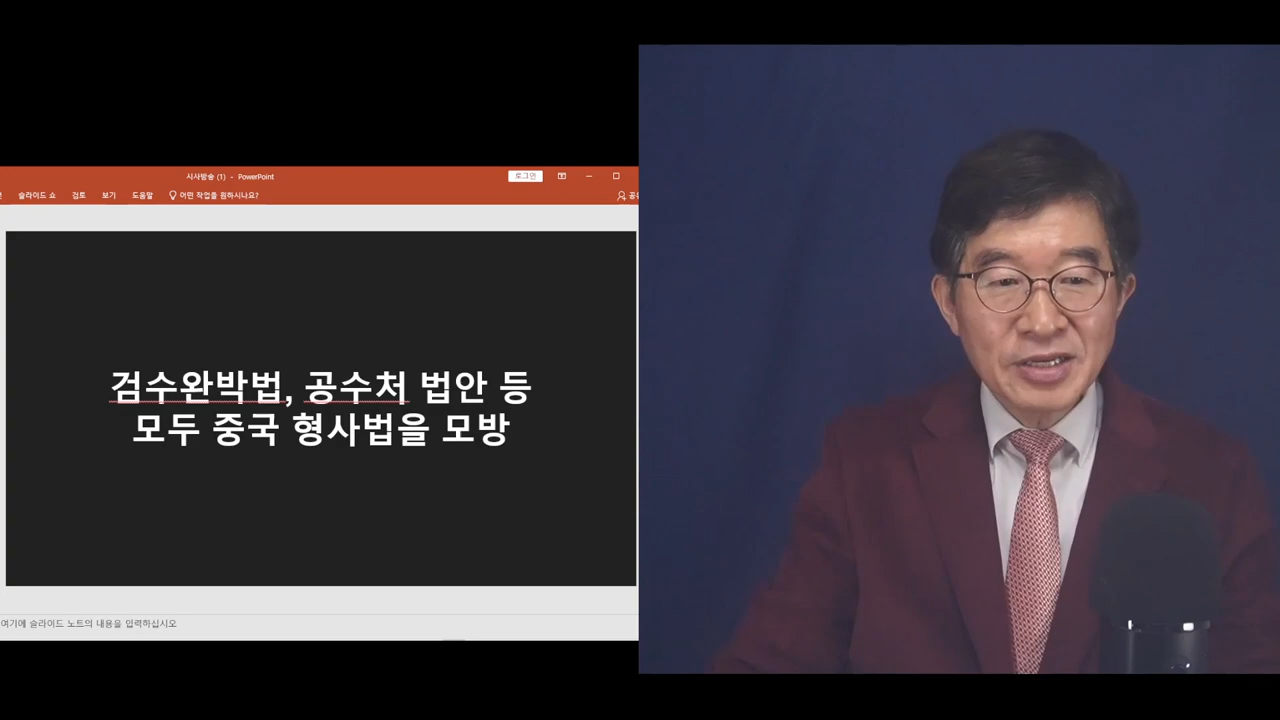 시사방송 (1) - PowerPoint
로그인
슬라이드 쇼 검토 보기 도움말 어떤 작업을 원하시나요?
검수완박법, 공수처 법안 등
모두 중국 형사법을 모방
여기에 슬라이드 노트의 내용을 입력하십시오